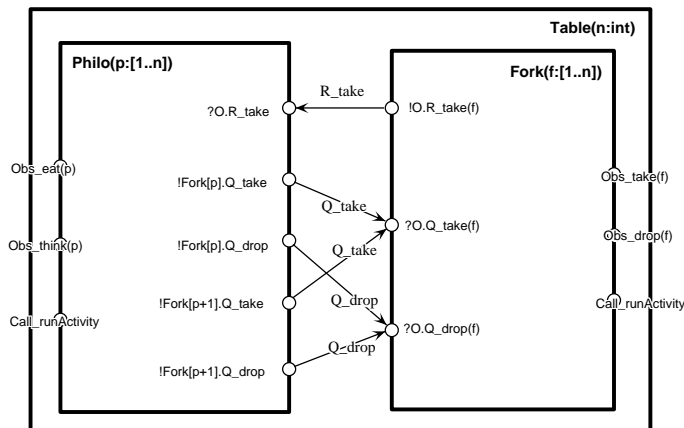 Table(n:int)
Philo(p:[1..n])
Fork(f:[1..n])
R_take
?O.R_take
!O.R_take(f)
Obs_eat(p)
!Fork[p].Q_take
Q_take
Obs_take(f)
?O.Q_take(f)
Obs_think(p)
!Fork[p].Q_drop
Q_take
Obs_drop(f)
!Fork[p+1].Q_take
Q_drop
Call_runActivity
Call_runActivity
?O.Q_drop(f)
Q_drop
!Fork[p+1].Q_drop